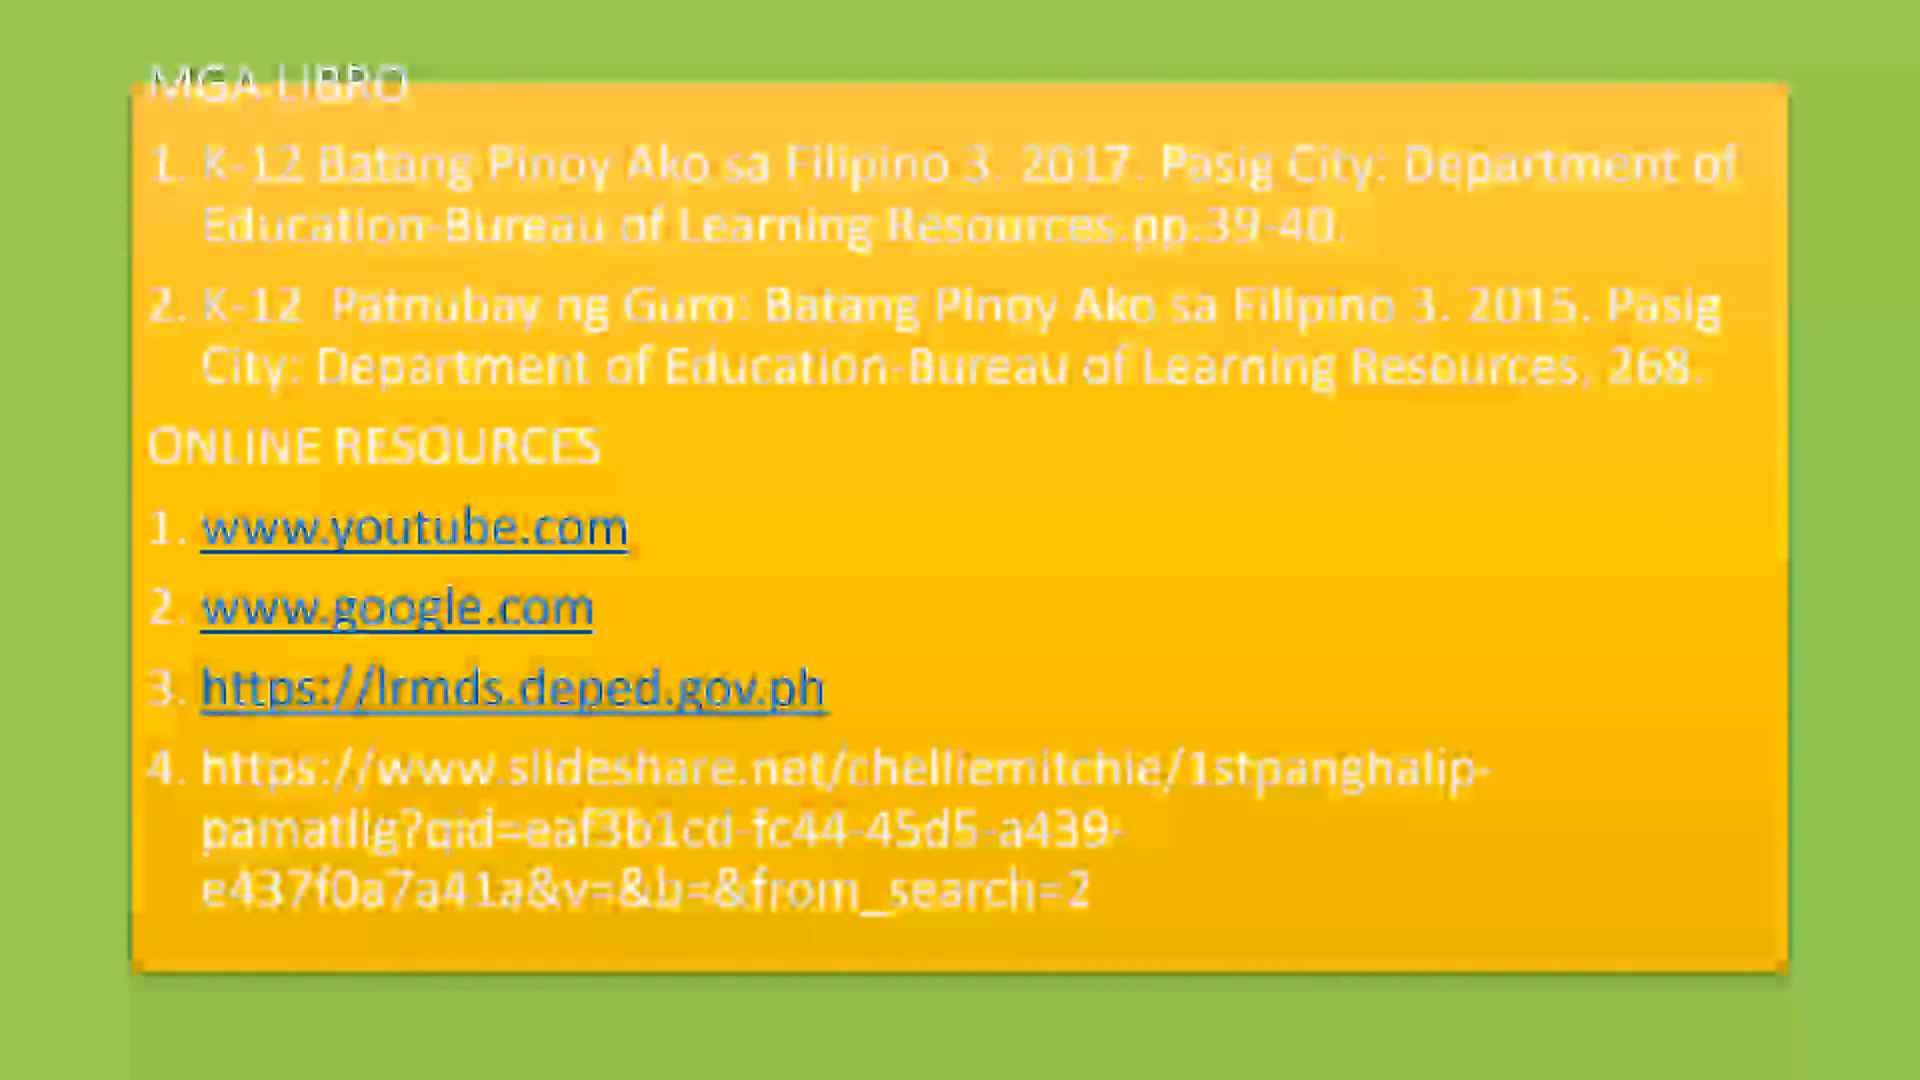 MGA LIBRO
1. K-12 Batang Pinoy Ako sa Filipino 3. 2017. Pasig City: Department of
Education-Bureau of Learning Resources.pp.39-40.
2. K-12 Patnubay ng Guro: Batang Pinoy Ako sa Filipino 3. 2015. Pasig
City: Department of Education-Bureau of Learning Resources, 268.
ONLINE RESOURCES
1. www.youtube.com
2. www.google.com
3. https://lrmds.deped.gov.ph
4. https://www.slideshare.net/chelliemitchie/1stpanghalip-
pamatlig?qid=eaf3b1cd-fc44-45d5-a439-
e437f0a7a41a&v=&b=&from_search=2